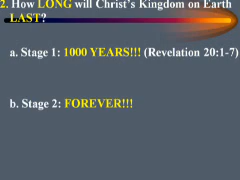 2. How LONG will Christ's Kingdom on Earth
LAST?
a. Stage 1: 1000 YEARS!!! (Revelation 20:1-7)
b. Stage 2: FOREVER!!!